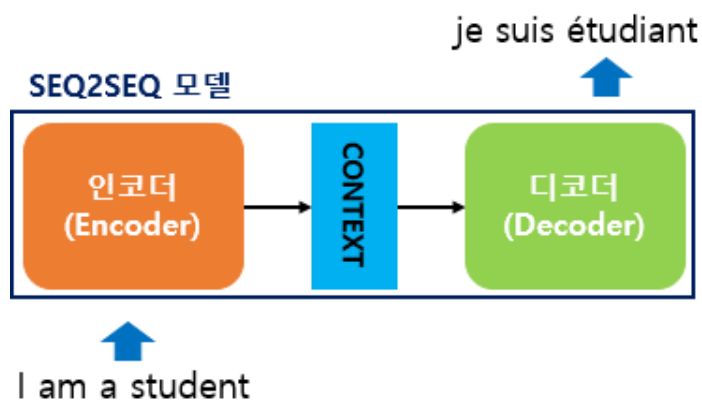 je suis étudiant
SEQ2SEQ 모델
인코더
(Encoder)
CONTEXT
디코더
(Decoder)
I am a student